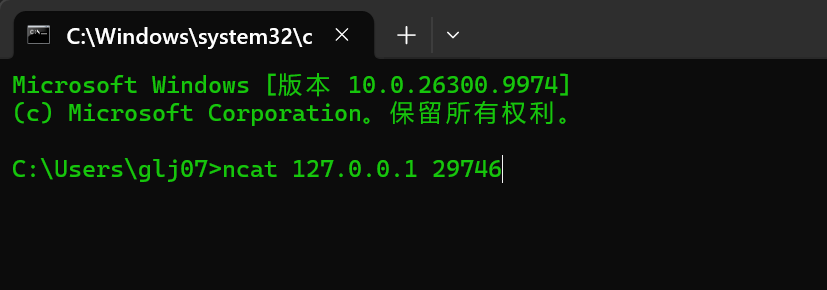 C:\Windows\system32\c
Microsoft Windows [版本 10.0.26300.9974]
(c) Microsoft Corporation。保留所有权利。
C:\Users\glj07>ncat 127.0.0.1 29746